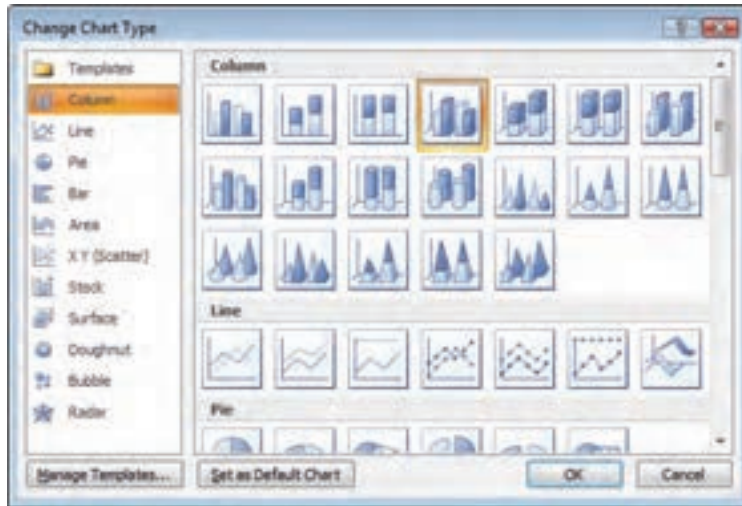 Change Chart Type
Templates
Column
Line
Pie
Bar
Area
X Y (Scatter)
Stock
Surface
Doughnut
Bubble
Radar
Column
Line
Pie
Manage Templates...
Set as Default Chart
OK
Cancel